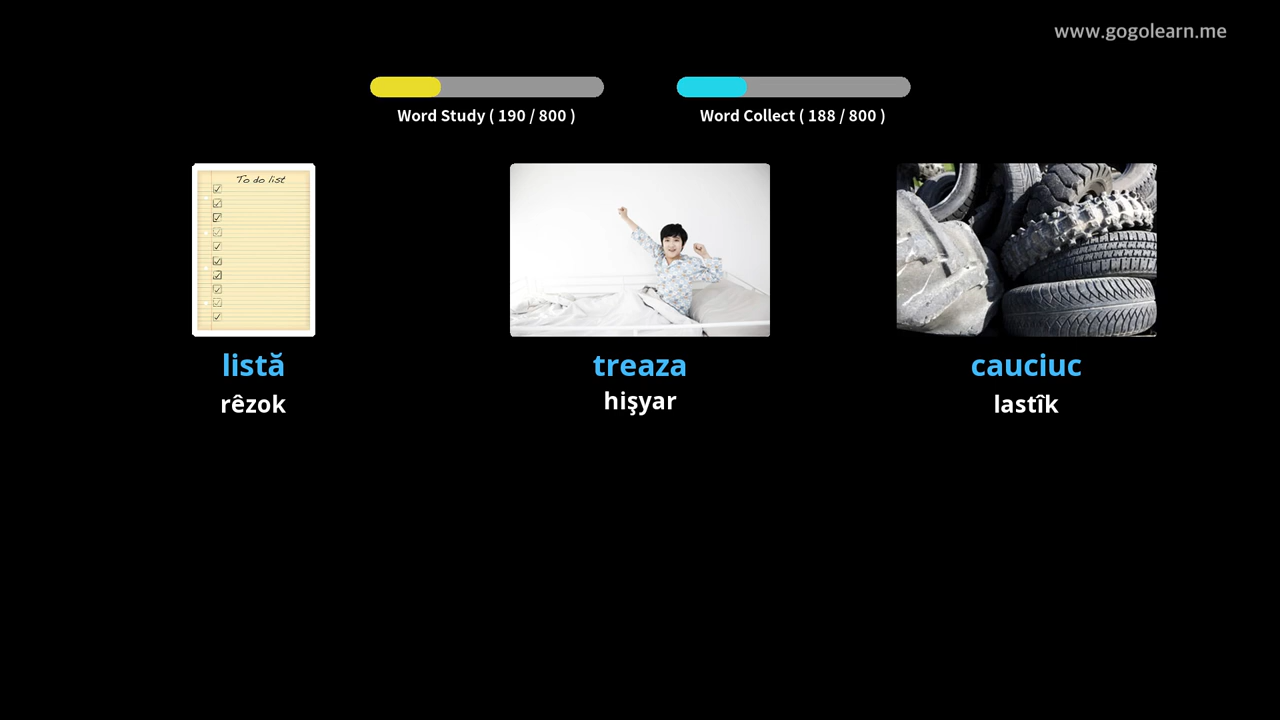 www.gogolearn.me
Word Study ( 190 / 800 )
Word Collect ( 188 / 800 )
To do list
listă
treaza
cauciuc
rêzok
hişyar
lastîk